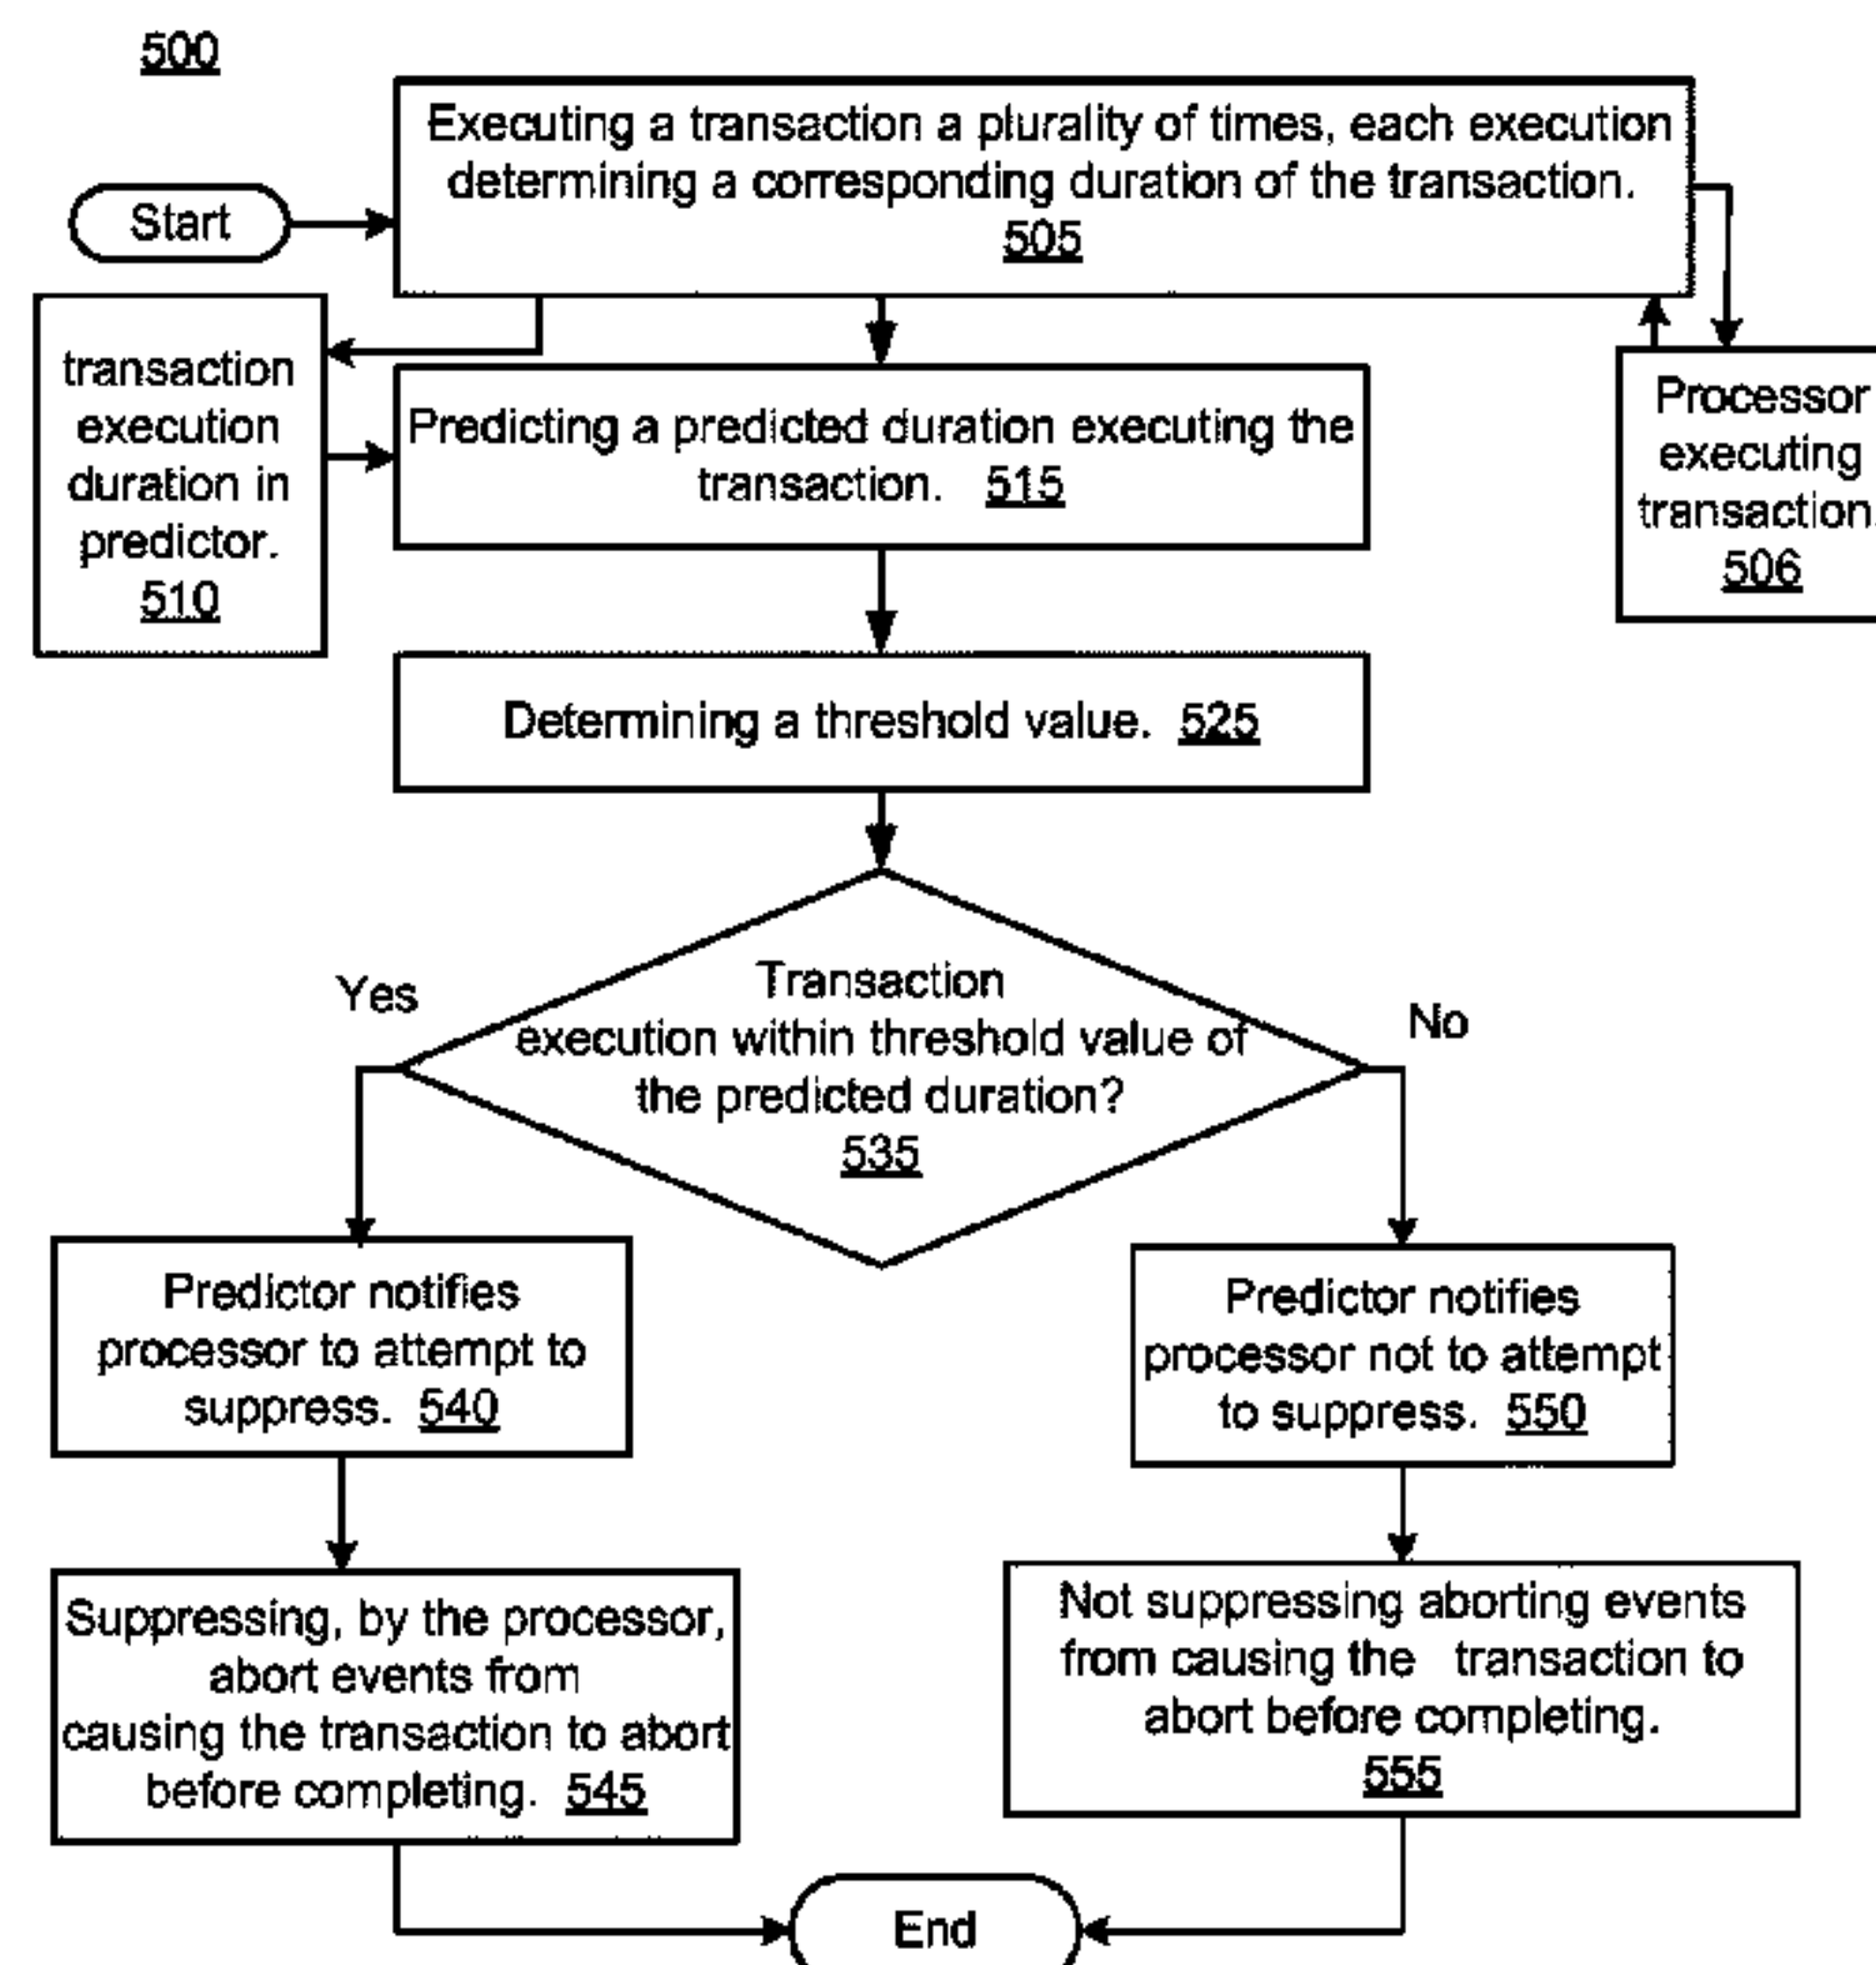 500
Executing a transaction a plurality of times, each execution
determining a corresponding duration of the transaction.
505
Start
transaction
execution
duration in
predictor.
510
Predicting a predicted duration executing the
transaction. 515
Processor
executing
transaction.
506
Determining a threshold value. 525
Transaction
execution within threshold value of
the predicted duration?
535
Yes
No
Predictor notifies
processor to attempt to
suppress. 540
Predictor notifies
processor not to attempt
to suppress. 550
Suppressing, by the processor,
abort events from
causing the transaction to abort
before completing. 545
Not suppressing aborting events
from causing the transaction to
abort before completing.
555
End